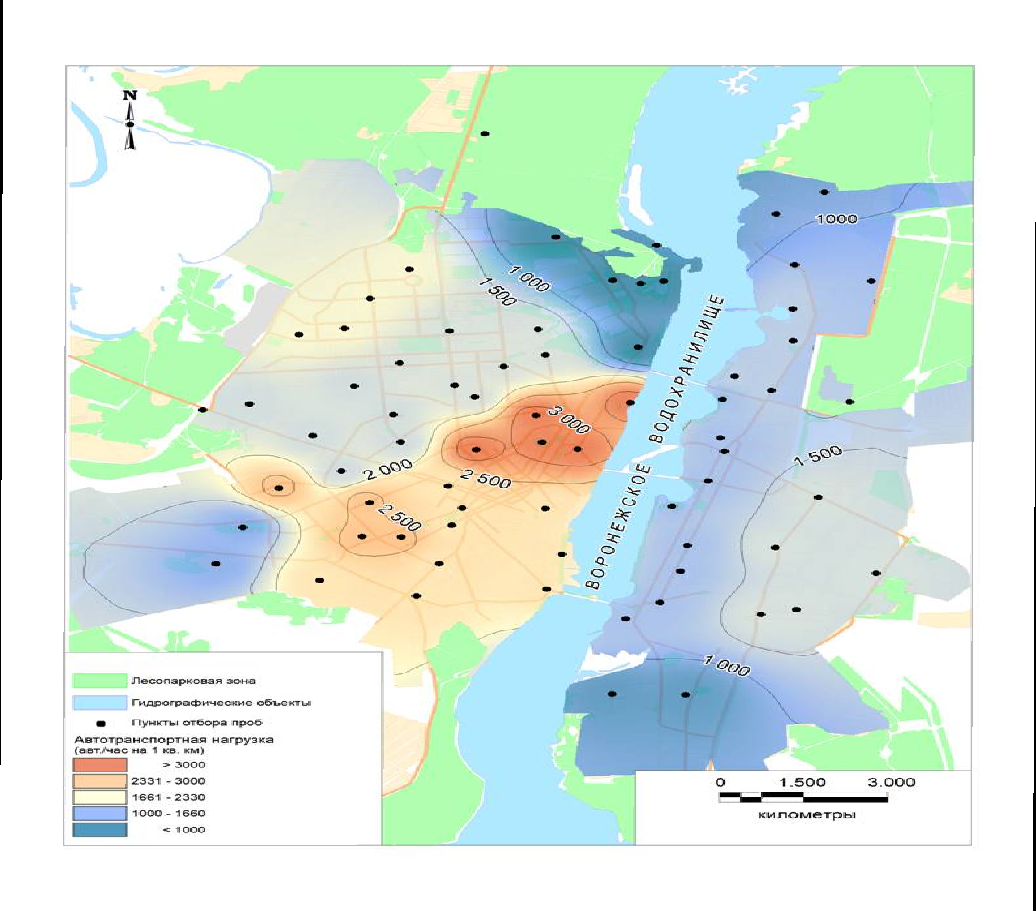 N
1000
1 000
1 500
3 000
2 000
2 500
2 500
1 500
1 000
ВОРОНЕЖСКОЕ ВОДОХРАНИЛИЩЕ
Лесопарковая зона
Гидрографические объекты
Пункты отбора проб
Автотранспортная нагрузка
(авт./час на 1 кв. км)
> 3000
2331 - 3000
1661 - 2330
1000 - 1660
< 1000
0 1.500 3.000
километры